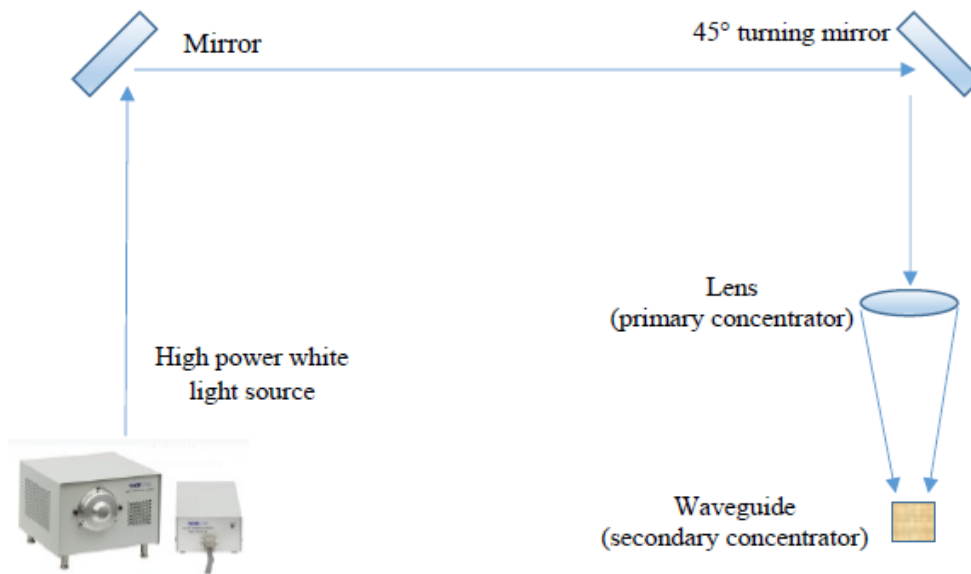 Mirror
45° turning mirror
Lens
(primary concentrator)
High power white
light source
Waveguide
(secondary concentrator)